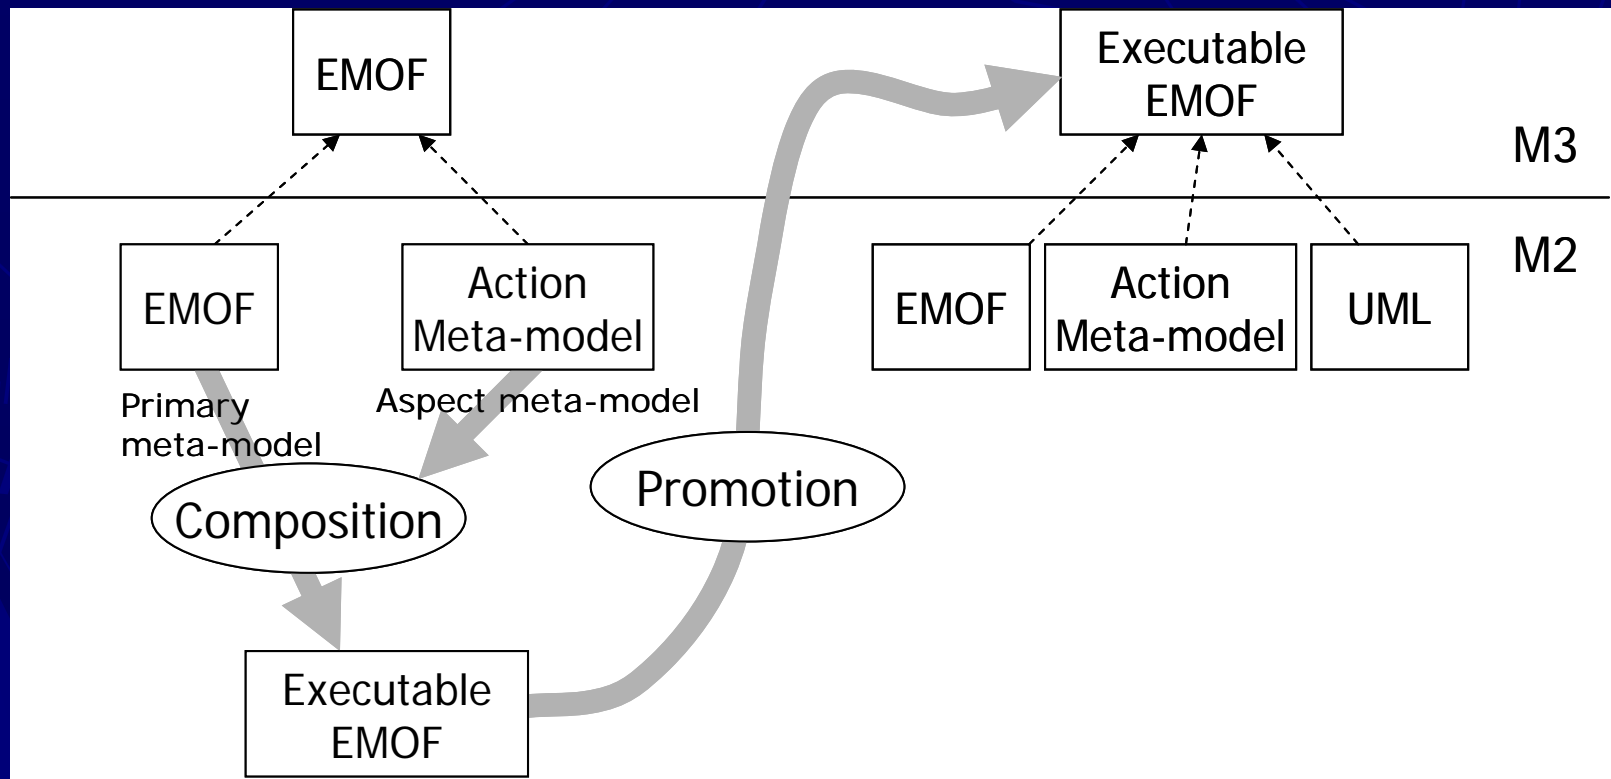 EMOF
Executable
EMOF
M3
M2
EMOF
Action
Meta-model
EMOF
Action
Meta-model
UML
Primary
meta-model
Aspect meta-model
Composition
Promotion
Executable
EMOF